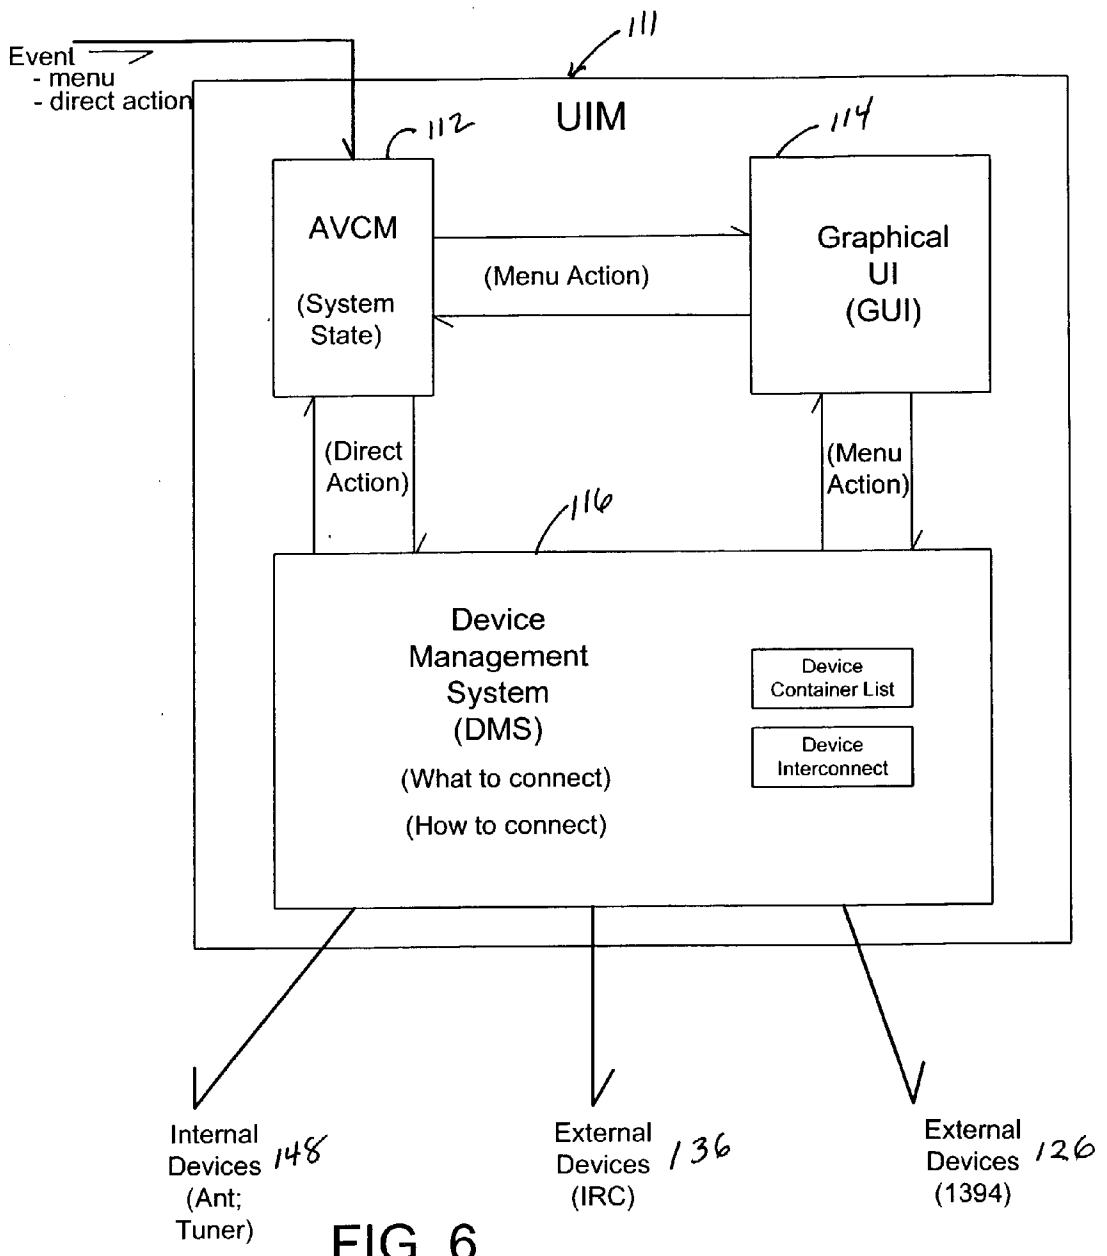 111
Event
- menu
- direct action
UIM
112
114
AVCM
(System
State)
(Menu Action)
Graphical
UI
(GUI)
(Direct
Action)
(Menu
Action)
116
Device
Management
System
(DMS)
(What to connect)
(How to connect)
Device
Container List
Device
Interconnect
Internal
Devices 148
(Ant;
Tuner)
External
Devices 136
(IRC)
External
Devices 126
(1394)
FIG. 6